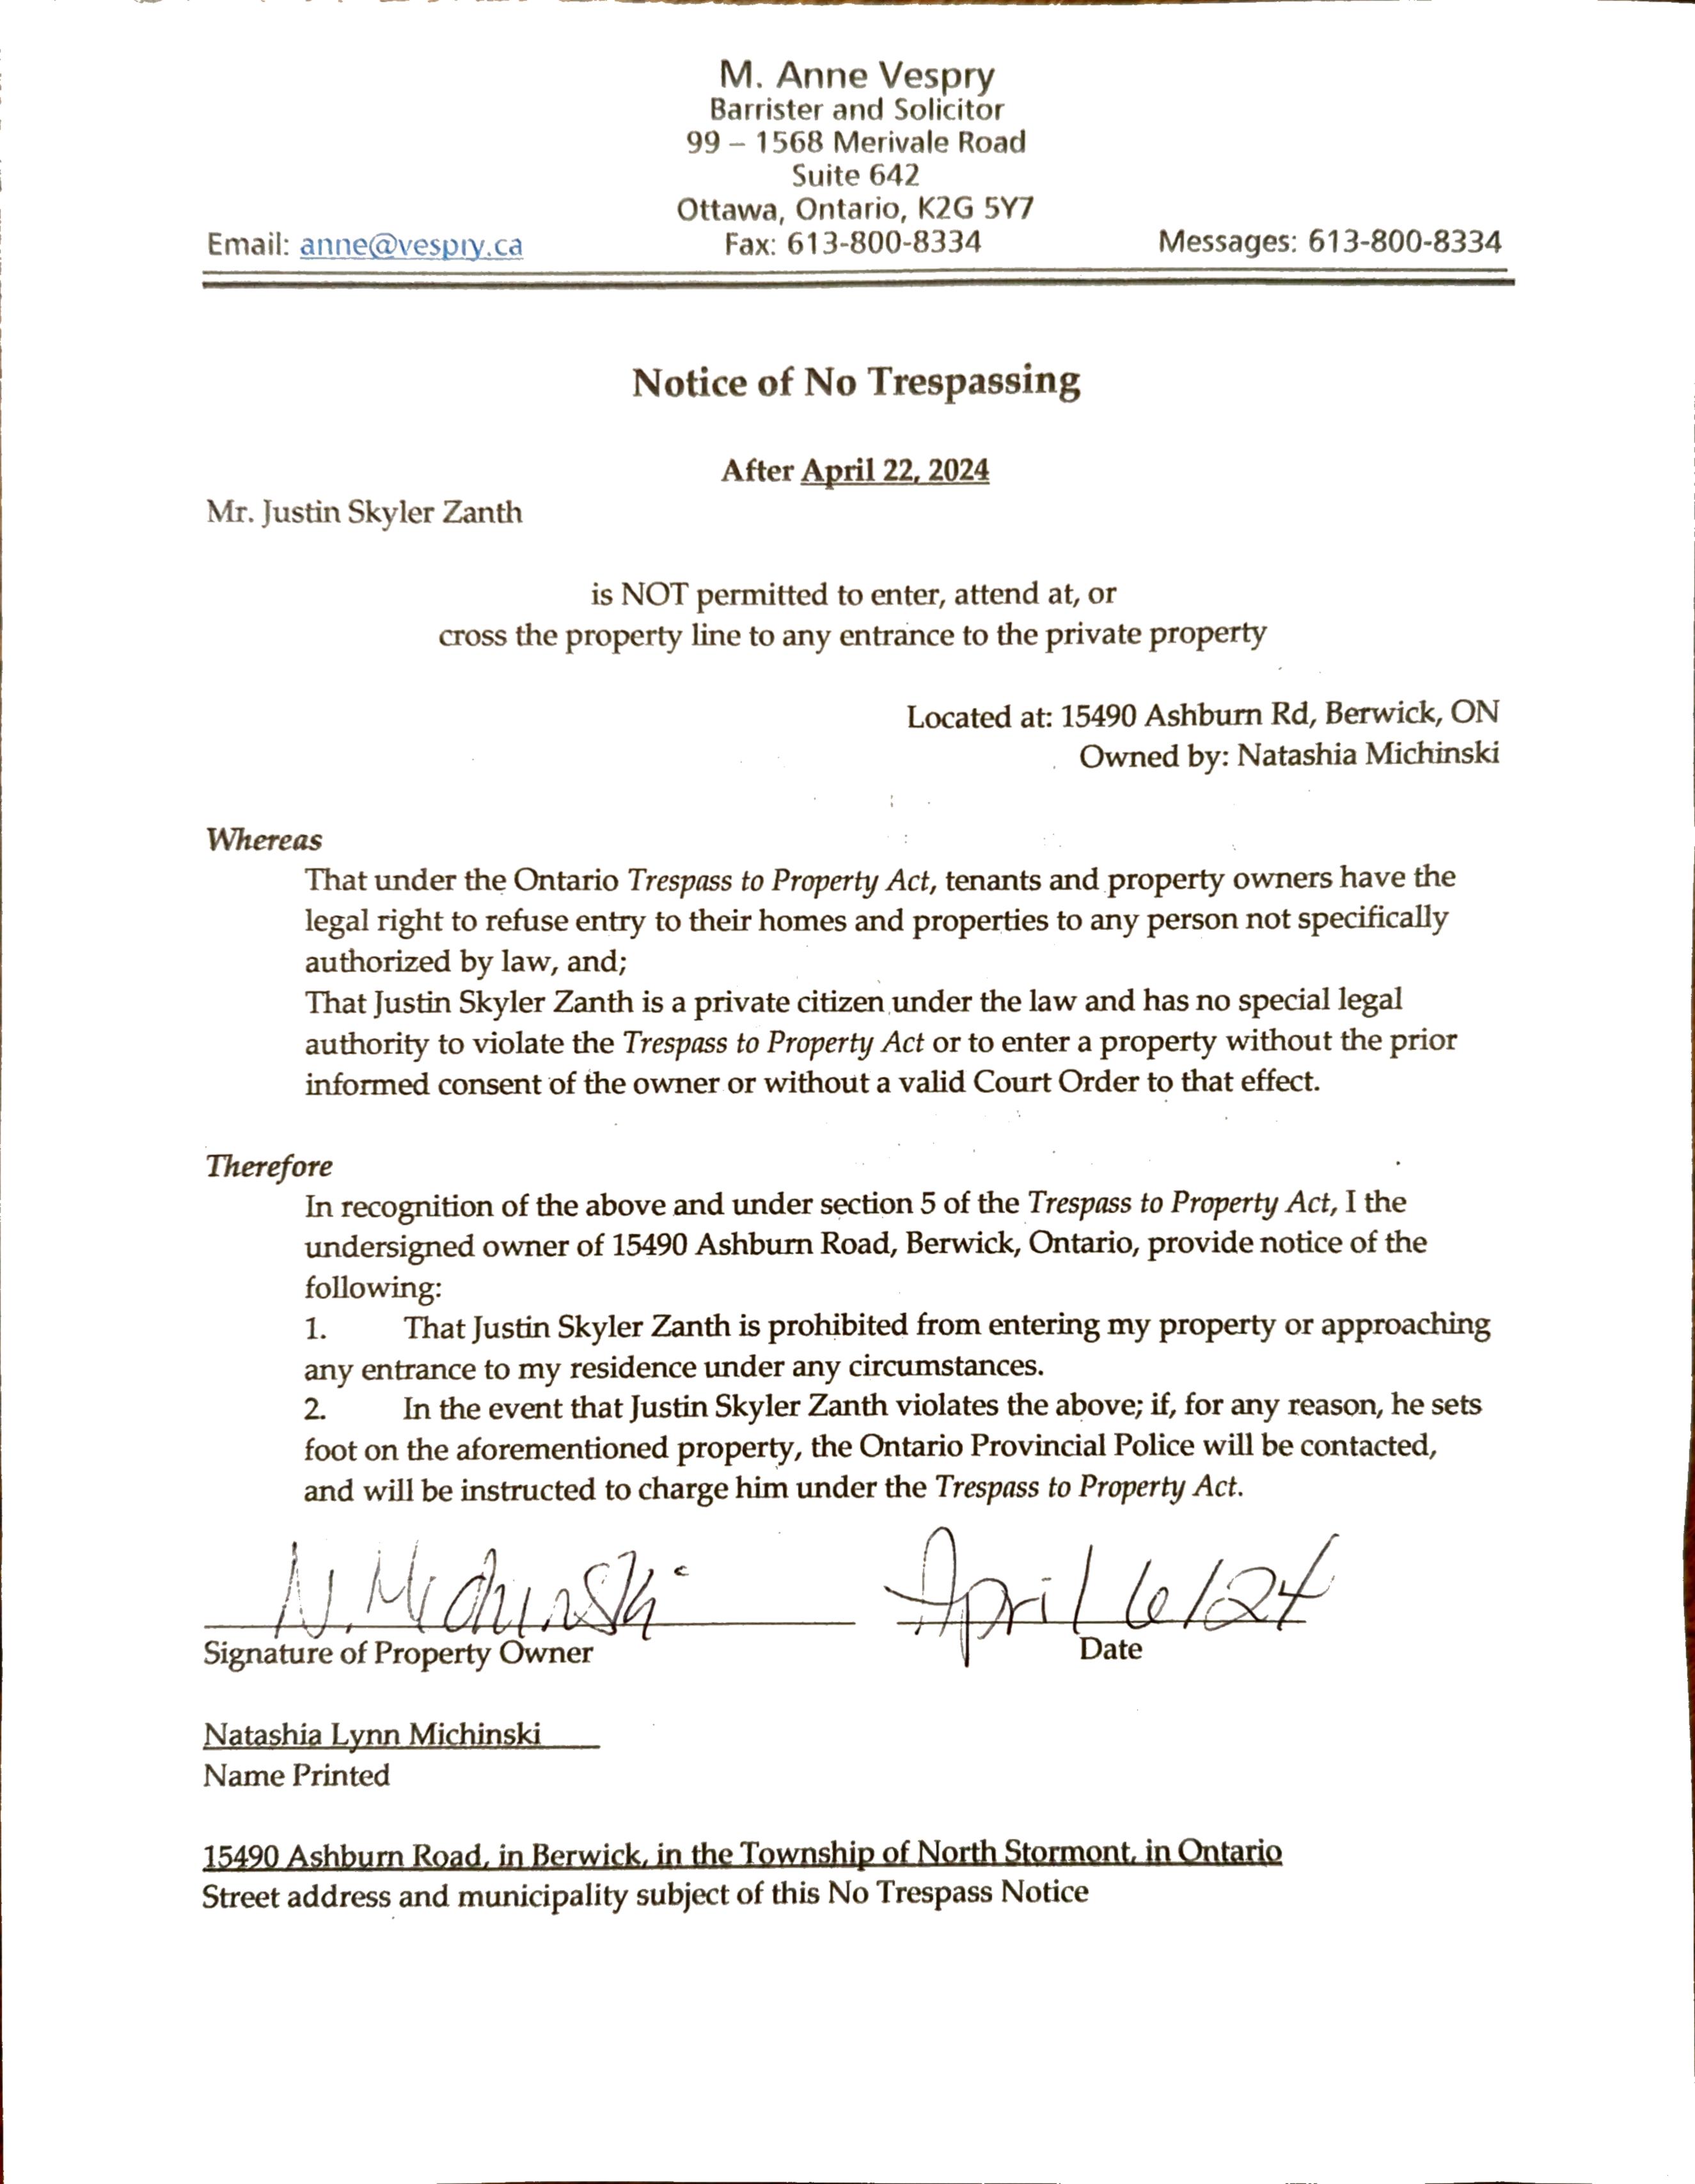 M. Anne Vespry
Barrister and Solicitor
99 – 1568 Merivale Road
Suite 642
Ottawa, Ontario, K2G 5Y7
Email: anne@vespry.ca Fax: 613-800-8334 Messages: 613-800-8334
Notice of No Trespassing
After April 22, 2024
Mr. Justin Skyler Zanth
is NOT permitted to enter, attend at, or
cross the property line to any entrance to the private property
Located at: 15490 Ashburn Rd, Berwick, ON
Owned by: Natashia Michinski
Whereas
That under the Ontario Trespass to Property Act, tenants and property owners have the
legal right to refuse entry to their homes and properties to any person not specifically
authorized by law, and;
That Justin Skyler Zanth is a private citizen under the law and has no special legal
authority to violate the Trespass to Property Act or to enter a property without the prior
informed consent of the owner or without a valid Court Order to that effect.
Therefore
In recognition of the above and under section 5 of the Trespass to Property Act, I the
undersigned owner of 15490 Ashburn Road, Berwick, Ontario, provide notice of the
following:
1. That Justin Skyler Zanth is prohibited from entering my property or approaching
any entrance to my residence under any circumstances.
2. In the event that Justin Skyler Zanth violates the above; if, for any reason, he sets
foot on the aforementioned property, the Ontario Provincial Police will be contacted,
and will be instructed to charge him under the Trespass to Property Act.
N. Michinski April 6/24
Signature of Property Owner Date
Natashia Lynn Michinski
Name Printed
15490 Ashburn Road, in Berwick, in the Township of North Stormont, in Ontario
Street address and municipality subject of this No Trespass Notice